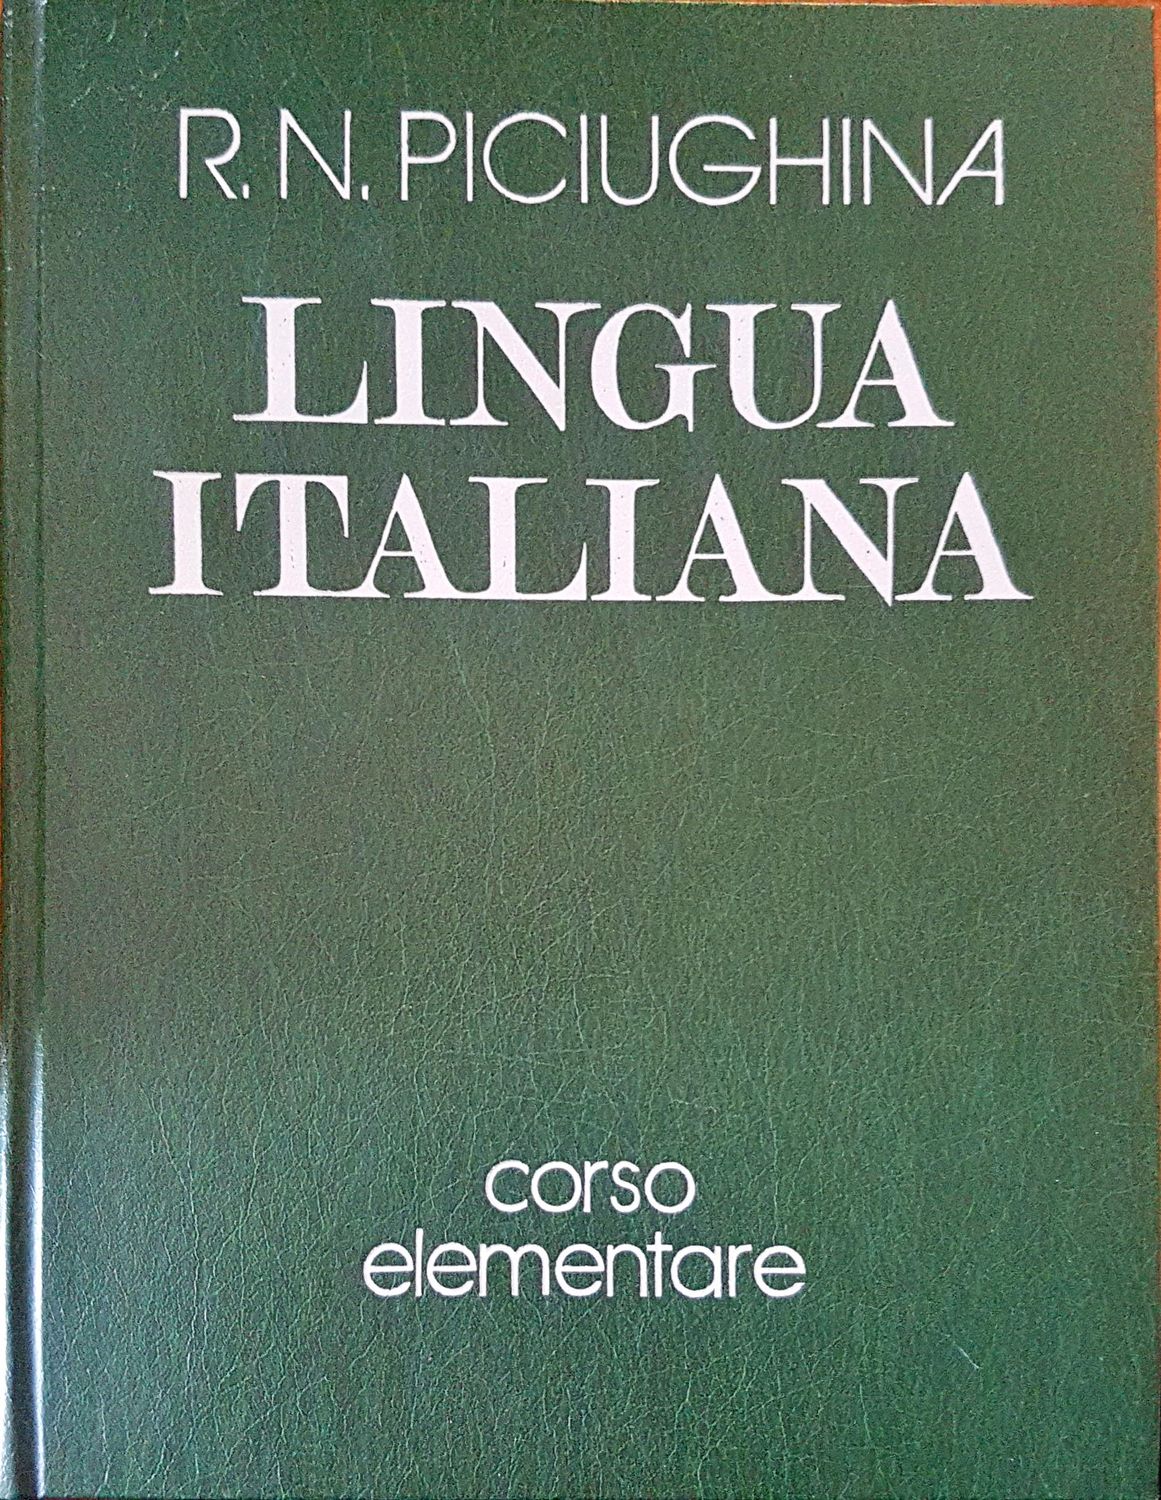 R. N. PICIUGHINA
LINGUA
ITALIANA
corso
elementare